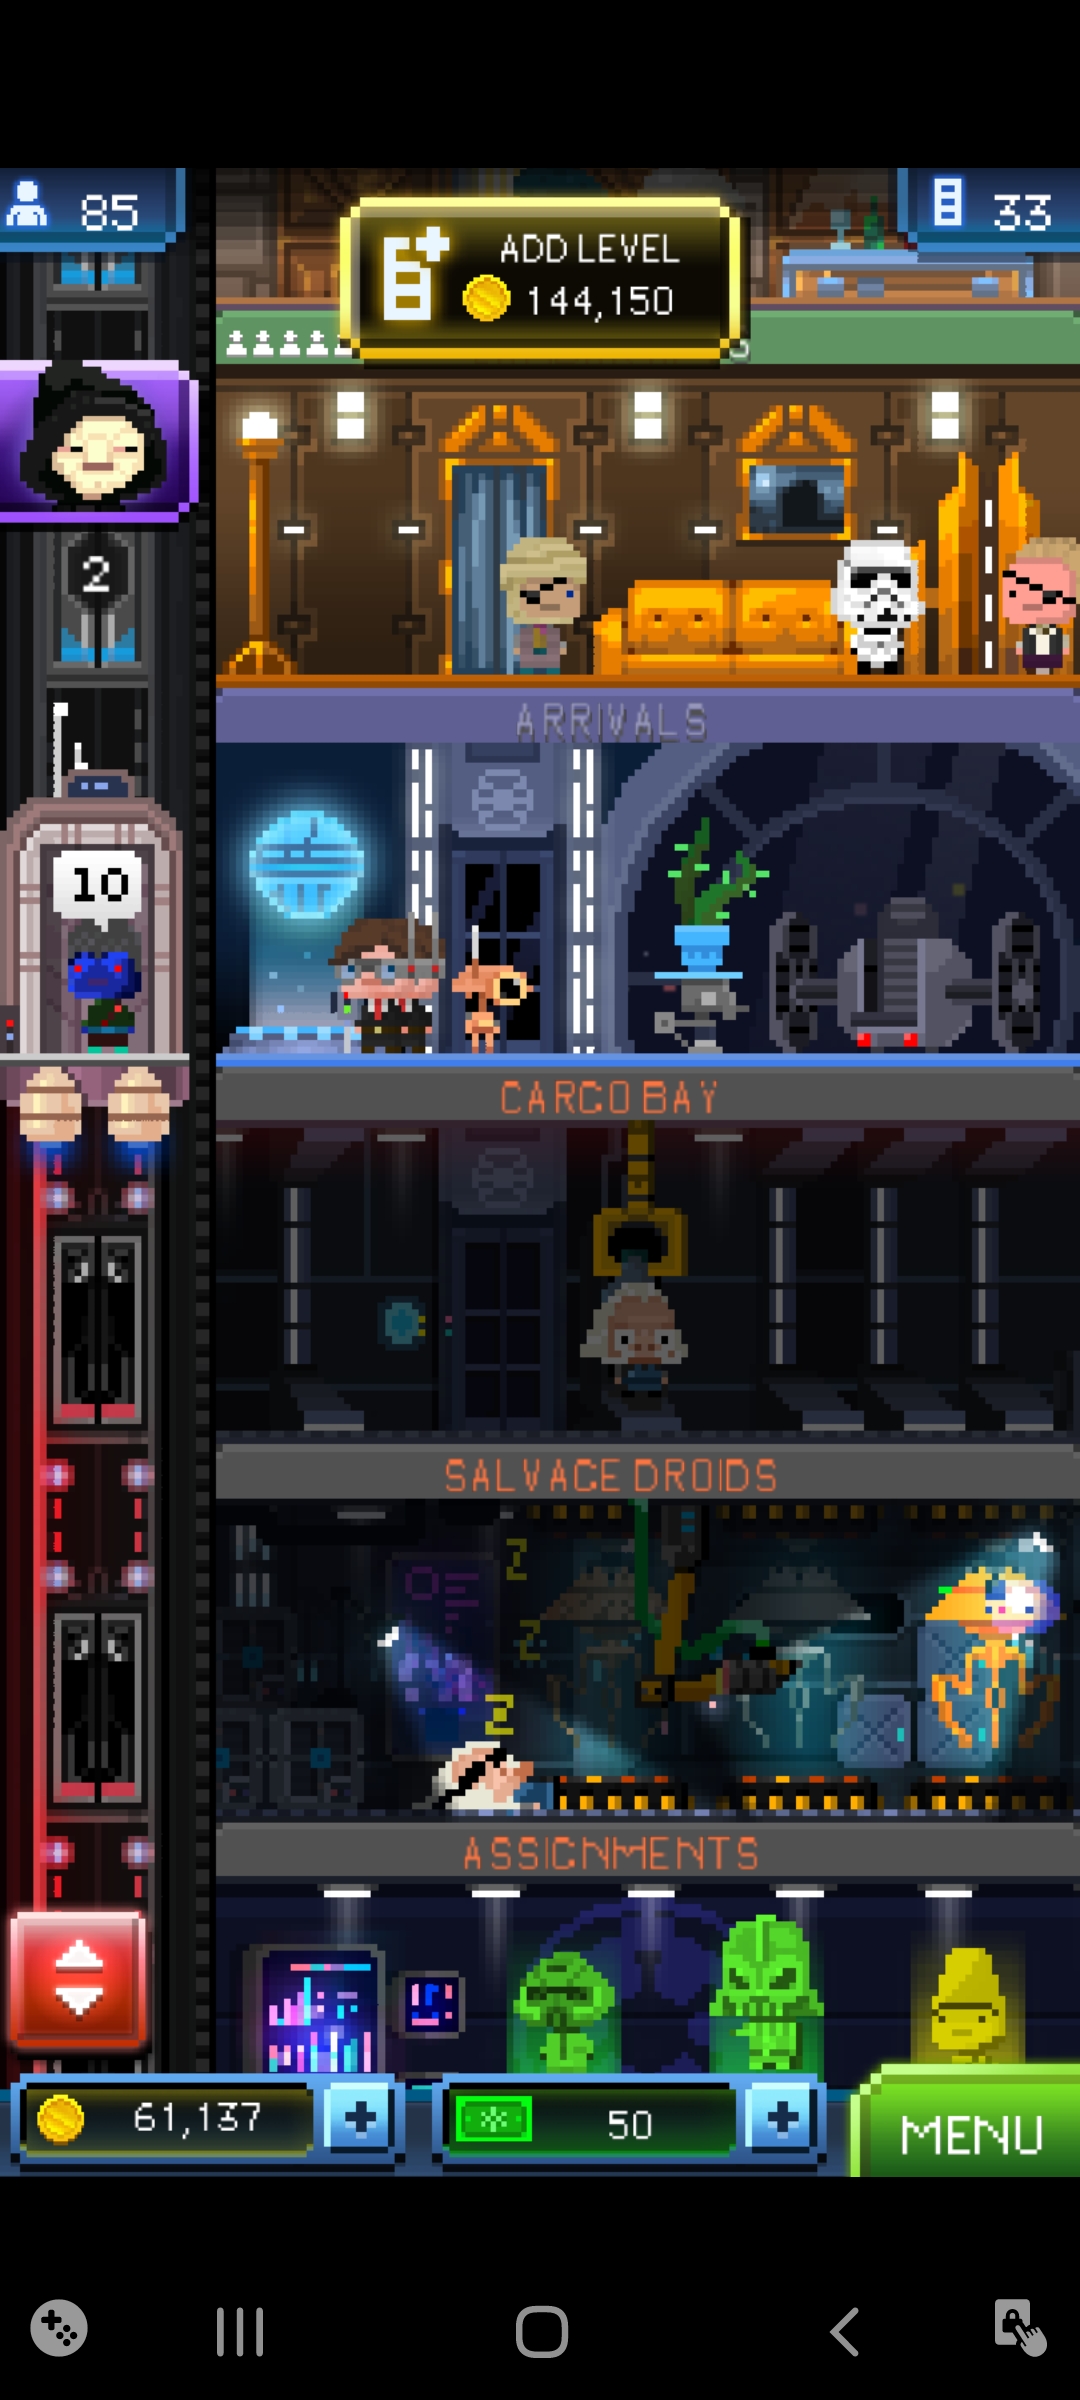 85
33
ADD LEVEL
144,150
2
ARRIVALS
10
CARGO BAY
SALVAGE DROIDS
Z
Z
Z
ASSIGNMENTS
61,137
50
MENU